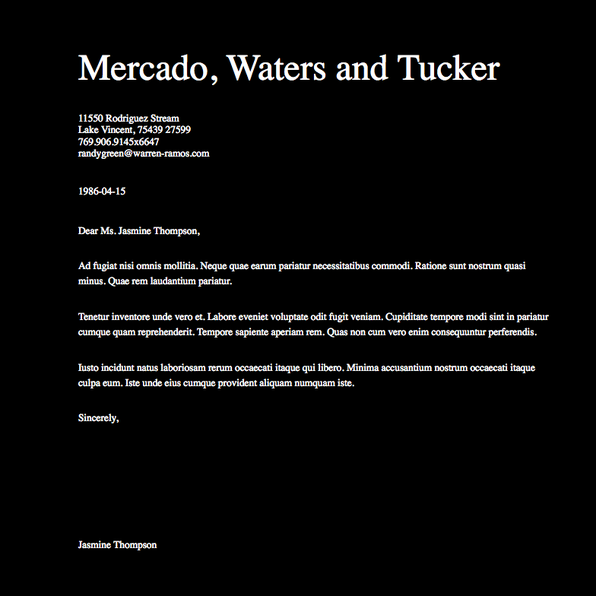 Mercado, Waters and Tucker
11550 Rodriguez Stream
Lake Vincent, 75439 27599
769.906.9145x6647
randygreen@warren-ramos.com
1986-04-15
Dear Ms. Jasmine Thompson,
Ad fugiat nisi omnis mollitia. Neque quae earum pariatur necessitatibus commodi. Ratione sunt nostrum quasi
minus. Quae rem laudantium pariatur.
Tenetur inventore unde vero et. Labore eveniet voluptate odit fugit veniam. Cupiditate tempore modi sint in pariatur
cumque quam reprehenderit. Tempore sapiente aperiam rem. Quas non cum vero enim consequuntur perferendis.
Iusto incidunt natus laboriosam rerum occaecati itaque qui libero. Minima accusantium nostrum occaecati itaque
culpa eum. Iste unde eius cumque provident aliquam numquam iste.
Sincerely,
Jasmine Thompson